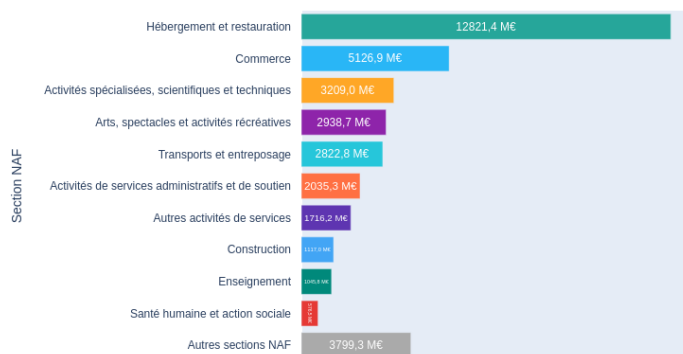 Section NAF
Hébergement et restauration 12821,4 M€
Commerce 5126,9 M€
Activités spécialisées, scientifiques et techniques 3209,0 M€
Arts, spectacles et activités récréatives 2938,7 M€
Transports et entreposage 2822,8 M€
Activités de services administratifs et de soutien 2035,3 M€
Autres activités de services 1716,2 M€
Construction
Enseignement
Santé humaine et action sociale
Autres sections NAF 3799,3 M€